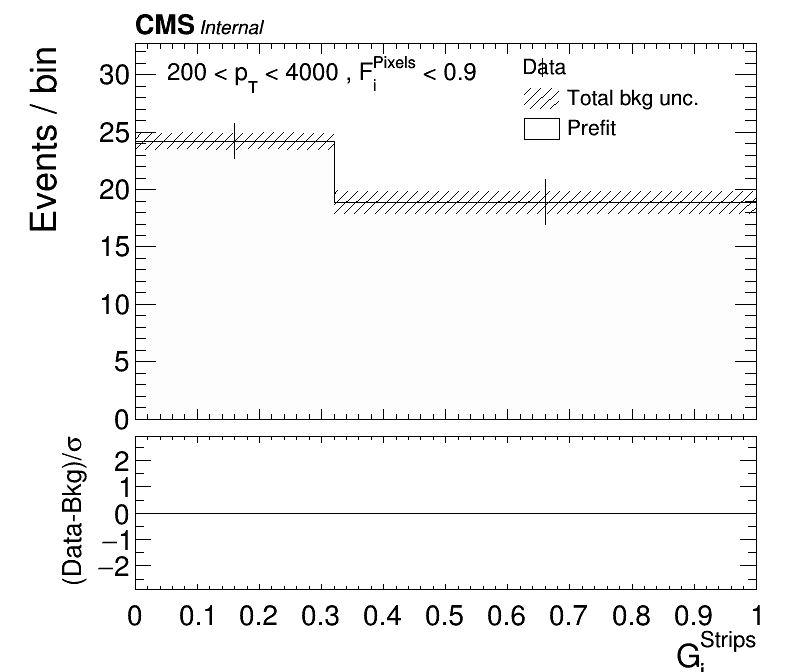 CMS Internal
200 < p_T < 4000 , F_i^Pixels < 0.9
Data
Total bkg unc.
Prefit
Events / bin
30
25
20
15
10
5
0
(Data-Bkg)/σ
2
1
0
−1
−2
0 0.1 0.2 0.3 0.4 0.5 0.6 0.7 0.8 0.9 1
G_i^Strips